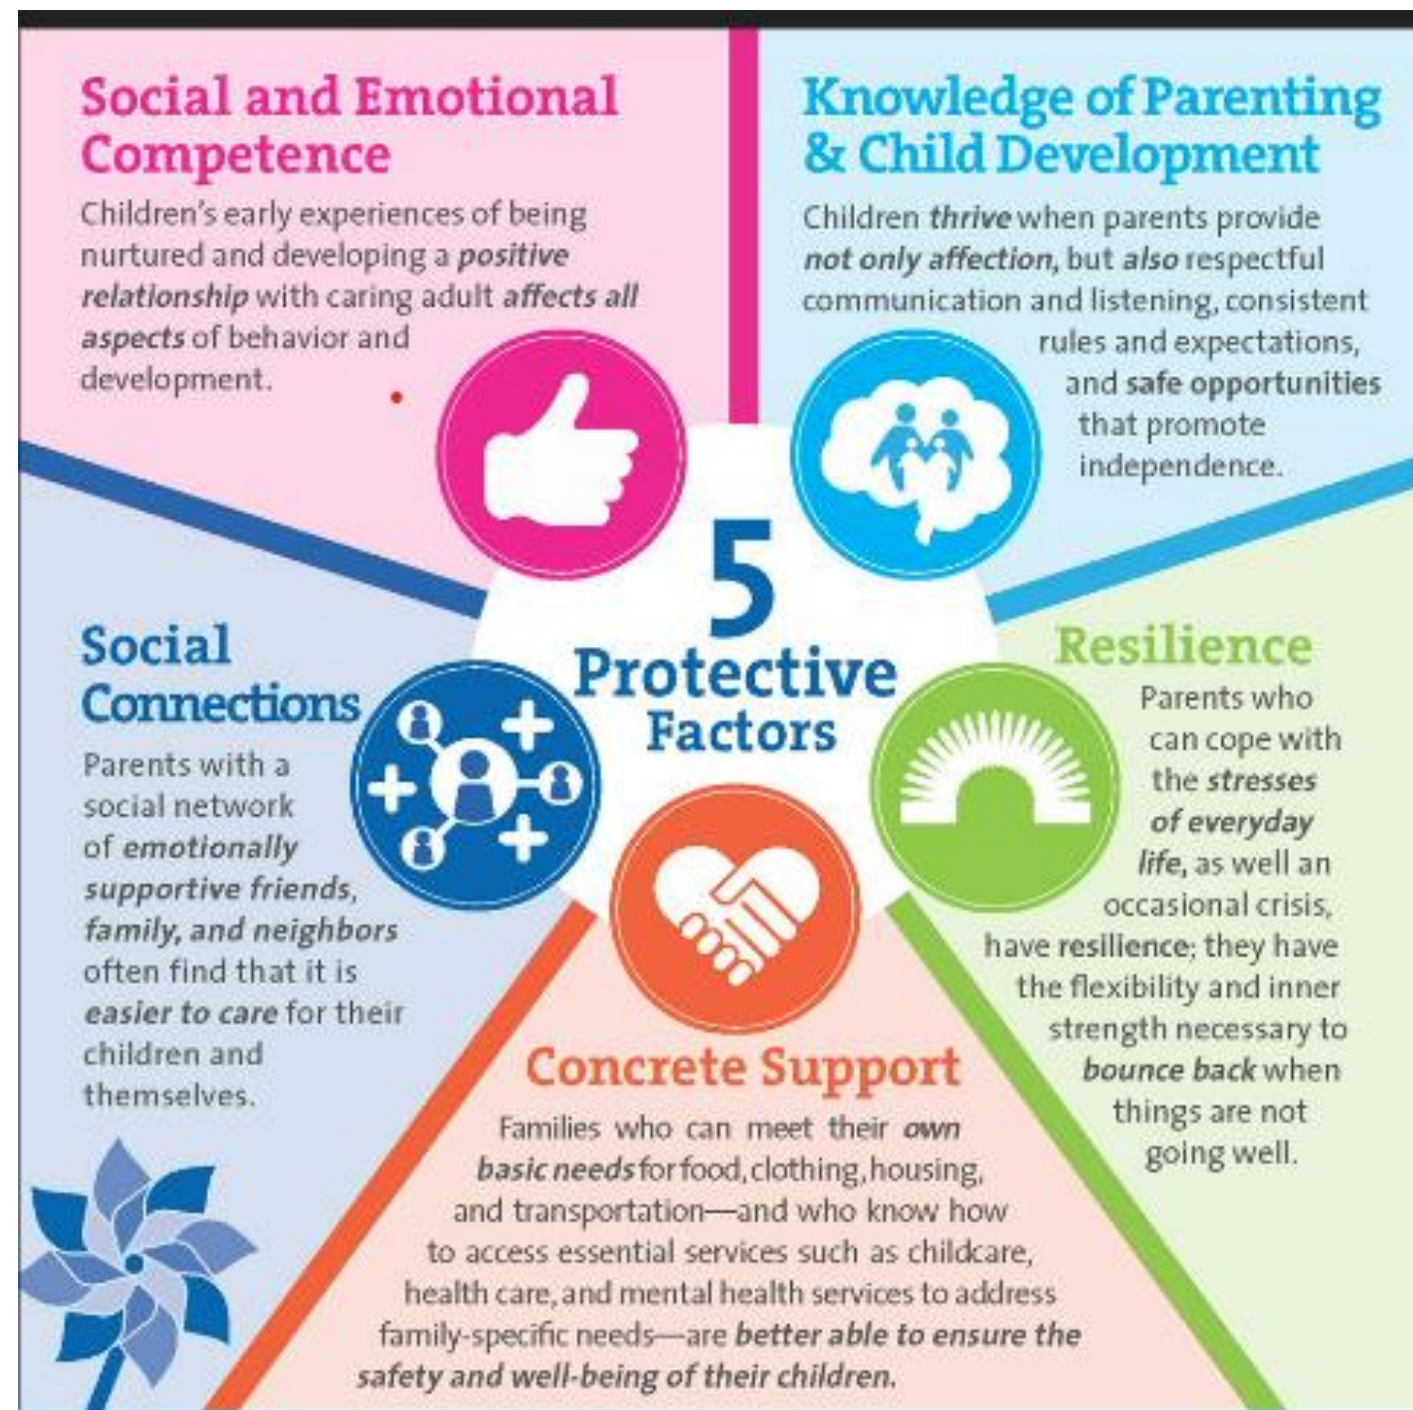 Social and Emotional
Competence
Children's early experiences of being
nurtured and developing a positive
relationship with caring adult affects all
aspects of behavior and
development.
Knowledge of Parenting
& Child Development
Children thrive when parents provide
not only affection, but also respectful
communication and listening, consistent
rules and expectations,
and safe opportunities
that promote
independence.
5
Protective
Factors
Social
Connections
Parents with a
social network
of emotionally
supportive friends,
family, and neighbors
often find that it is
easier to care for their
children and
themselves.
Resilience
Parents who
can cope with
the stresses
of everyday
life, as well an
occasional crisis,
have resilience; they have
the flexibility and inner
strength necessary to
bounce back when
things are not
going well.
Concrete Support
Families who can meet their own
basic needs for food, clothing, housing,
and transportation—and who know how
to access essential services such as childcare,
health care, and mental health services to address
family-specific needs—are better able to ensure the
safety and well-being of their children.